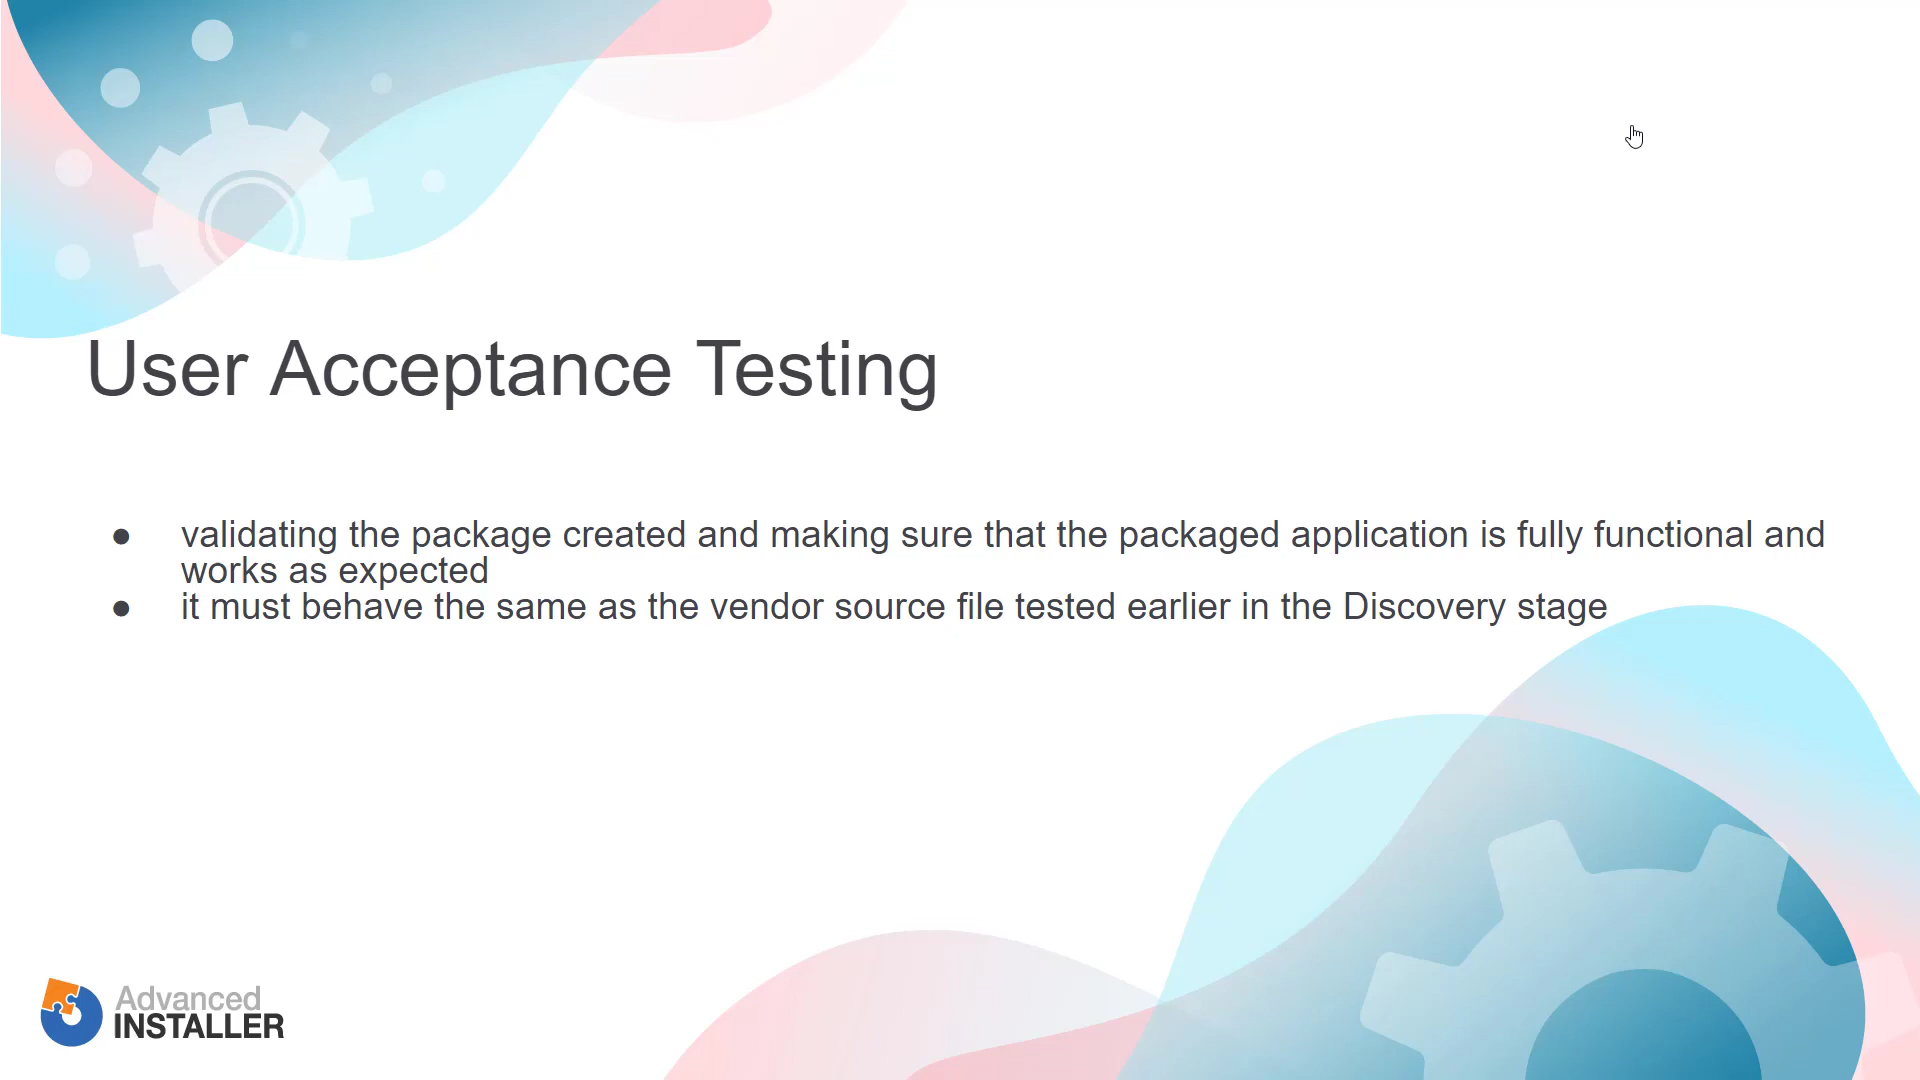 User Acceptance Testing
● validating the package created and making sure that the packaged application is fully functional and
works as expected
● it must behave the same as the vendor source file tested earlier in the Discovery stage
Advanced
INSTALLER